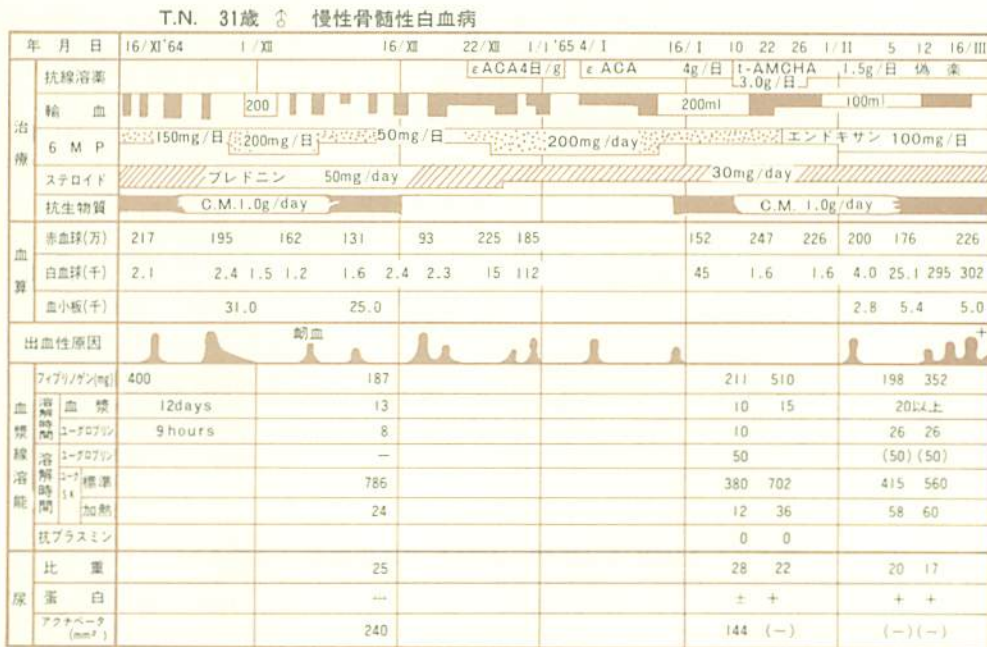 T.N. 31歳 ♂ 慢性骨髄性白血病
年 月 日 16/XI'64 1/XII 16/XII 22/XII 1/1'65 4/I 16/I 10 22 26 1/II 5 12 16/III
治療
抗線溶薬 εACA4日/g εACA 4g/日 t-AMCHA 3.0g/日 1.5g/日 偽薬
輸血 200 200ml 100ml
6MP 150mg/日 200mg/日 50mg/日 200mg/day エンドキサン 100mg/日
ステロイド プレドニン 50mg/day 30mg/day
抗生物質 C.M.1.0g/day C.M. 1.0g/day
血算
赤血球(万) 217 195 162 131 93 225 185 152 247 226 200 176 226
白血球(千) 2.1 2.4 1.5 1.2 1.6 2.4 2.3 15 112 45 1.6 1.6 4.0 25.1 295 302
血小板(千) 31.0 25.0 2.8 5.4 5.0
出血性原因 衂血 +
血漿線溶能
フィブリノゲン(mg) 400 187 211 510 198 352
溶解時間
血漿 12days 13 10 15 20以上
ユーグロブリン 9hours 8 10 26 26
溶解時間
ユーグロブリン — 50 (50) (50)
ユーグ SK
標準 786 380 702 415 560
加熱 24 12 36 58 60
抗プラスミン 0 0
尿
比重 25 28 22 20 17
蛋白 --- ± + + +
アクチベータ (mm²) 240 144 (—) (—) (—)